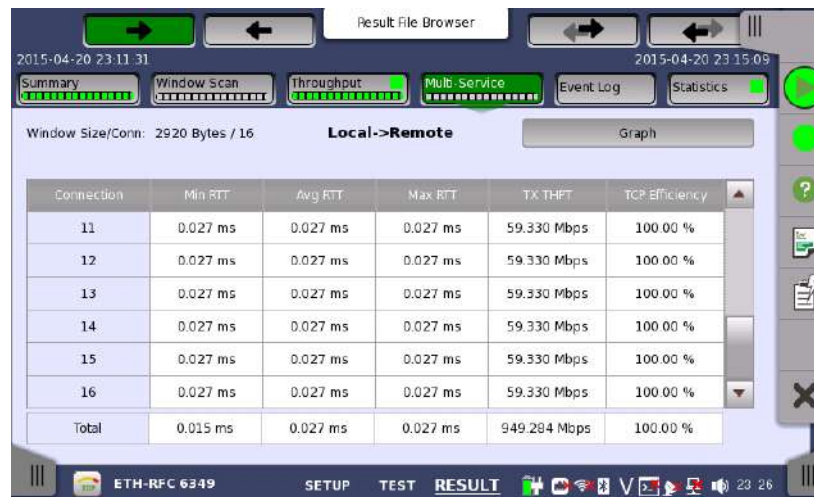 Result File Browser
2015-04-20 23:11:31
2015-04-20 23:15:09
Summary Window Scan Throughput Multi-Service Event Log Statistics
Window Size/Conn: 2920 Bytes / 16 Local->Remote Graph
Connection Min RTT Avg RTT Max RTT TX THPT TCP Efficiency
11 0.027 ms 0.027 ms 0.027 ms 59.330 Mbps 100.00 %
12 0.027 ms 0.027 ms 0.027 ms 59.330 Mbps 100.00 %
13 0.027 ms 0.027 ms 0.027 ms 59.330 Mbps 100.00 %
14 0.027 ms 0.027 ms 0.027 ms 59.330 Mbps 100.00 %
15 0.027 ms 0.027 ms 0.027 ms 59.330 Mbps 100.00 %
16 0.027 ms 0.027 ms 0.027 ms 59.330 Mbps 100.00 %
Total 0.015 ms 0.027 ms 0.027 ms 949.284 Mbps 100.00 %
ETH-RFC 6349 SETUP TEST RESULT V 23 26